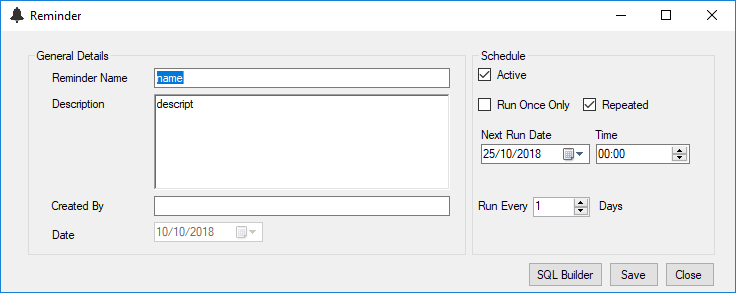 Reminder
General Details
Reminder Name
name
Description
descript
Created By
Date
10/10/2018
Schedule
Active
Run Once Only
Repeated
Next Run Date
Time
25/10/2018
00:00
Run Every
1
Days
SQL Builder
Save
Close